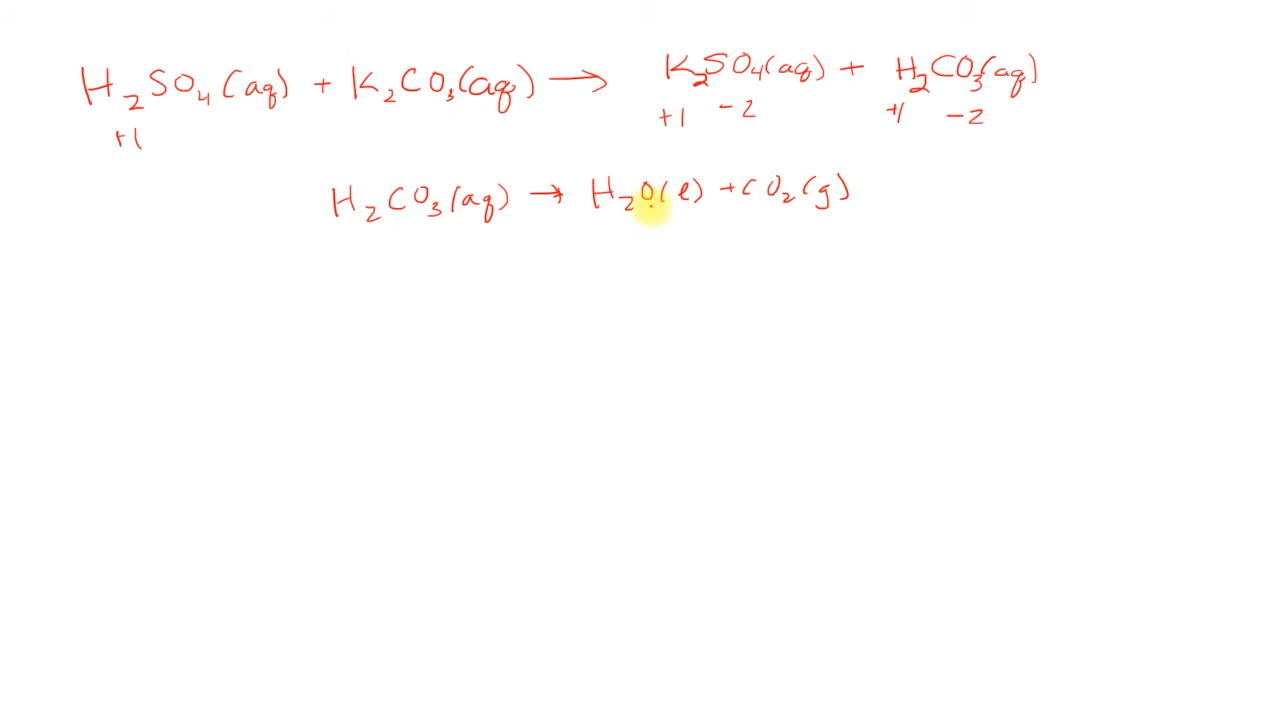 H₂SO₄(aq) + K₂CO₃(aq) → K₂SO₄(aq) + H₂CO₃(aq)
+1 +1 -2 +1 -2
H₂CO₃(aq) → H₂O(l) + CO₂(g)